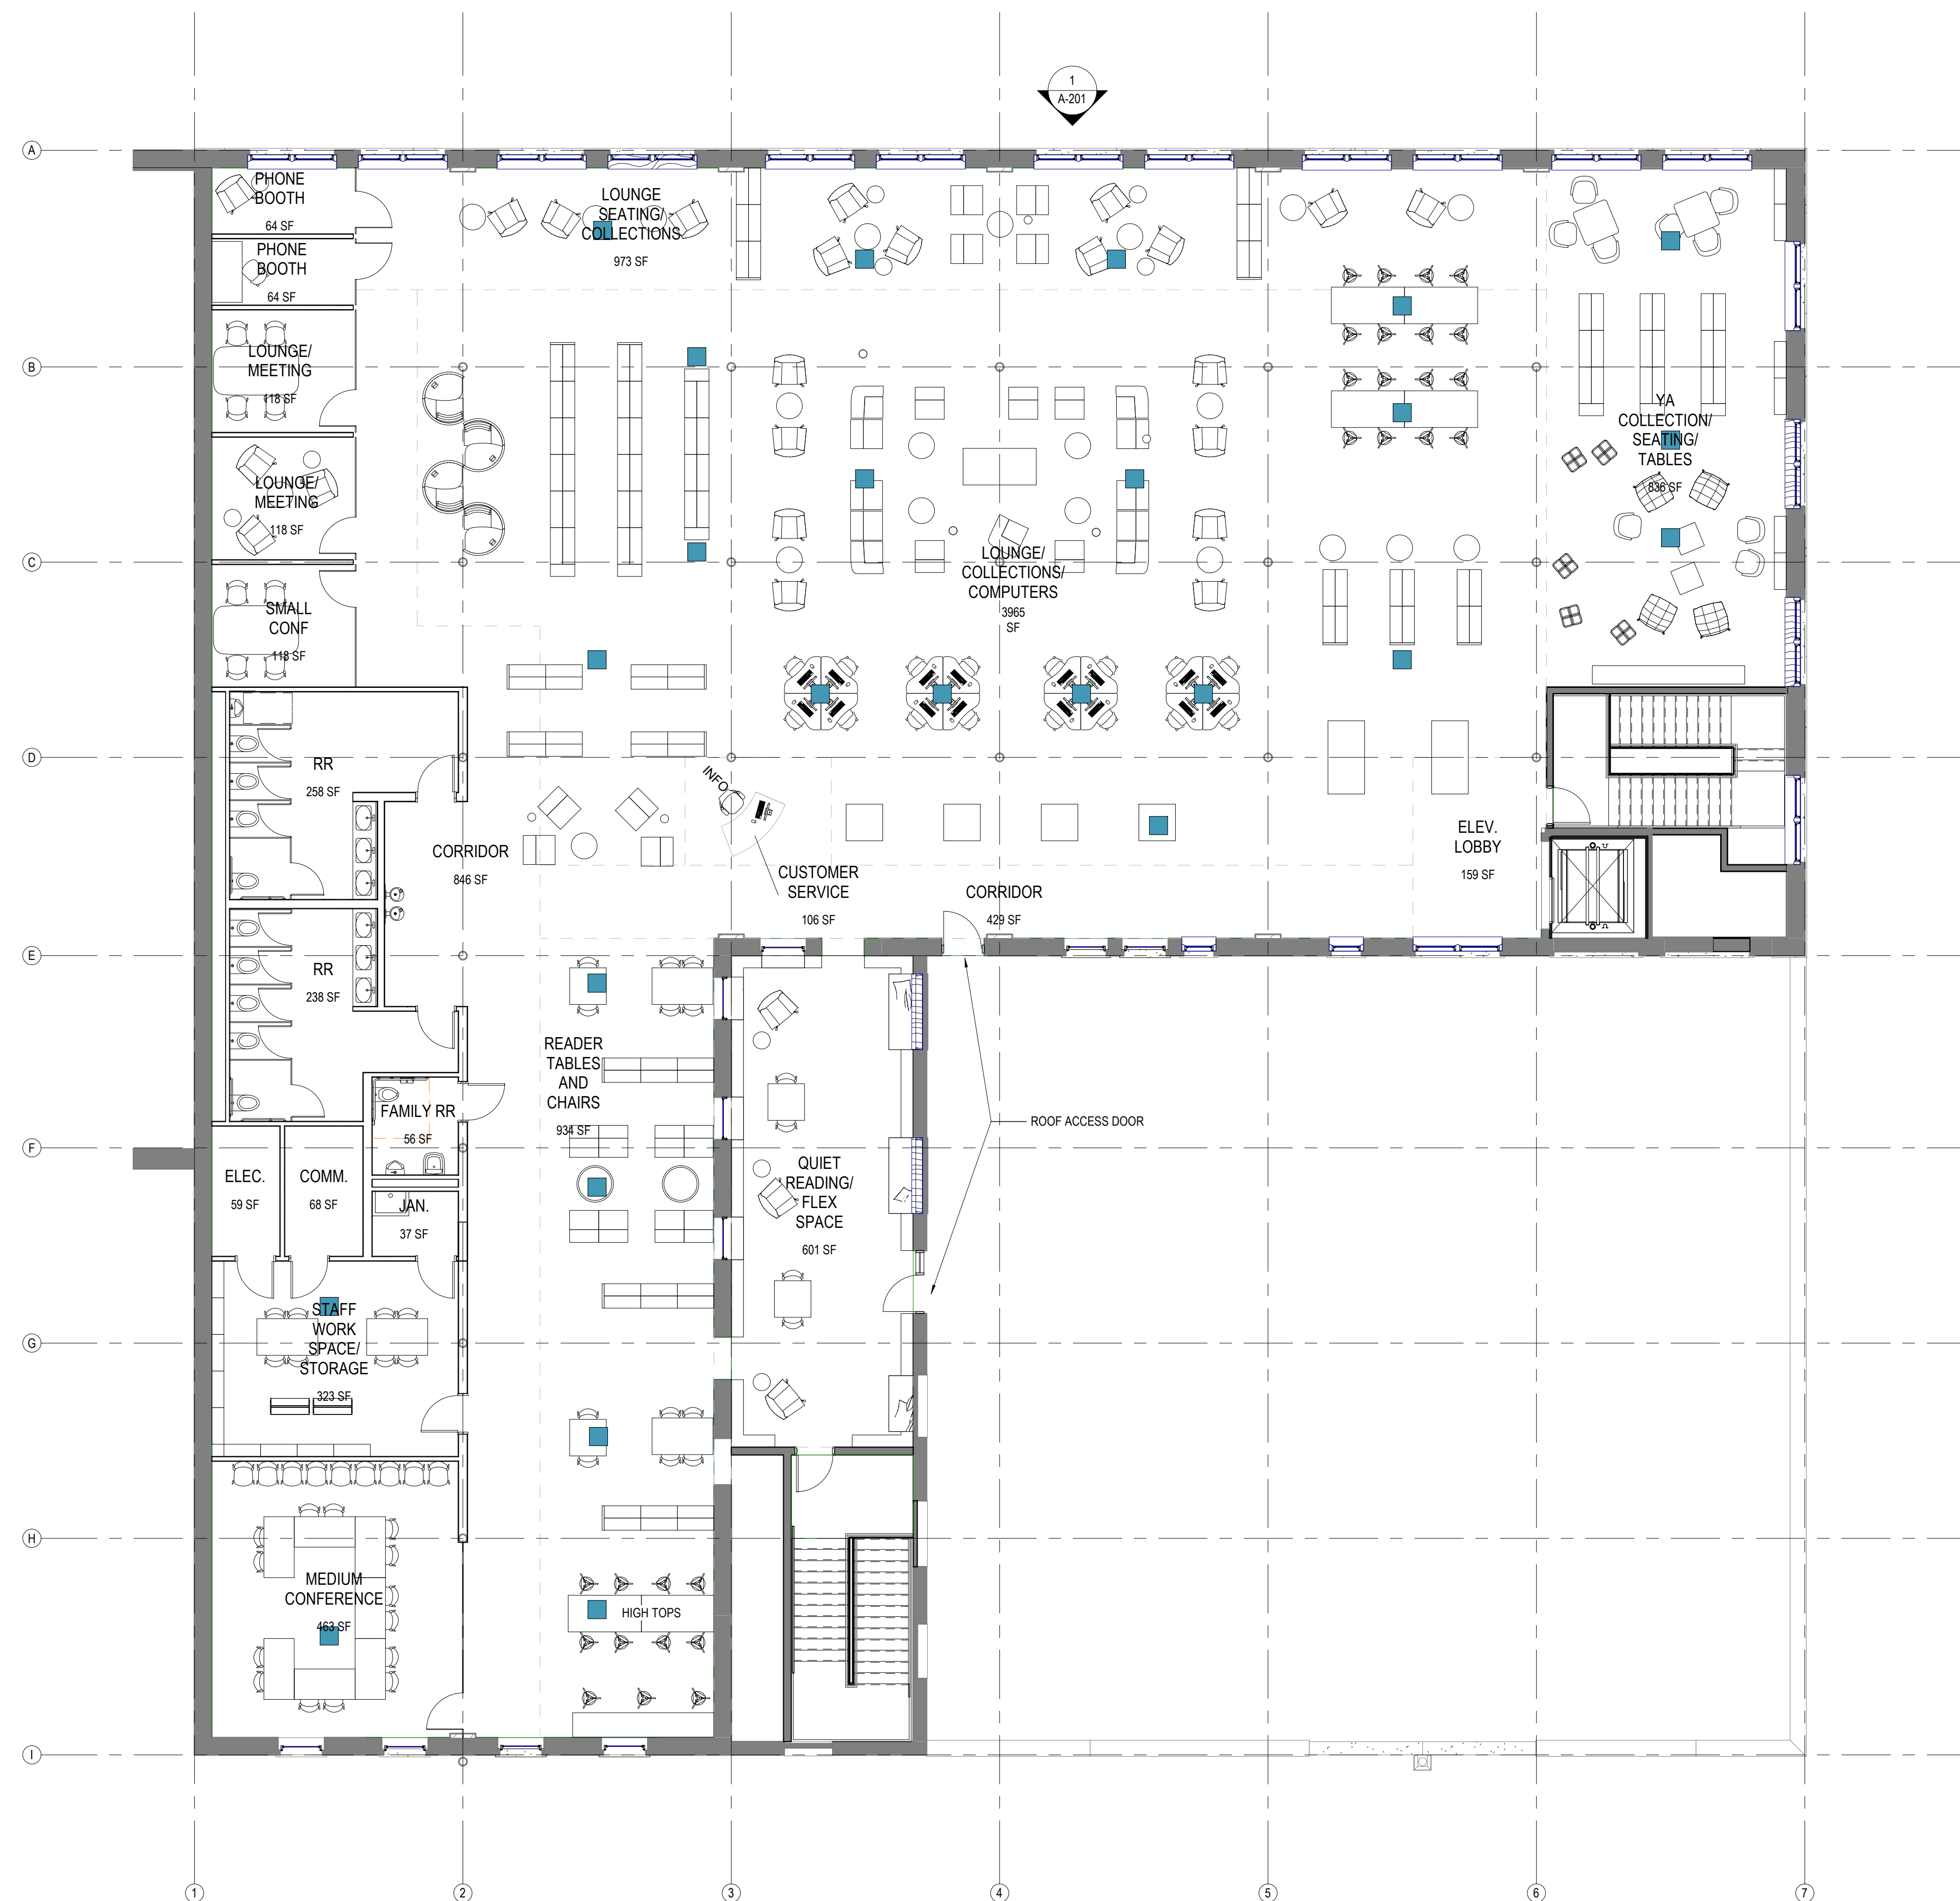 1
A-201
A
PHONE
BOOTH
64 SF
PHONE
BOOTH
64 SF
LOUNGE
SEATING/
COLLECTIONS
973 SF
B
LOUNGE/
MEETING
118 SF
YA
COLLECTION/
SEATING/
TABLES
836 SF
LOUNGE/
MEETING
118 SF
C
LOUNGE/
COLLECTIONS/
COMPUTERS
3965
SF
SMALL
CONF
118 SF
D
RR
258 SF
INFO
CORRIDOR
846 SF
CUSTOMER
SERVICE
106 SF
CORRIDOR
429 SF
ELEV.
LOBBY
159 SF
E
RR
238 SF
READER
TABLES
AND
CHAIRS
934 SF
FAMILY RR
56 SF
ROOF ACCESS DOOR
F
ELEC.
59 SF
COMM.
68 SF
JAN.
37 SF
QUIET
READING/
FLEX
SPACE
601 SF
STAFF
WORK
SPACE/
STORAGE
323 SF
G
H
MEDIUM
CONFERENCE
463 SF
HIGH TOPS
I
1
2
3
4
5
6
7